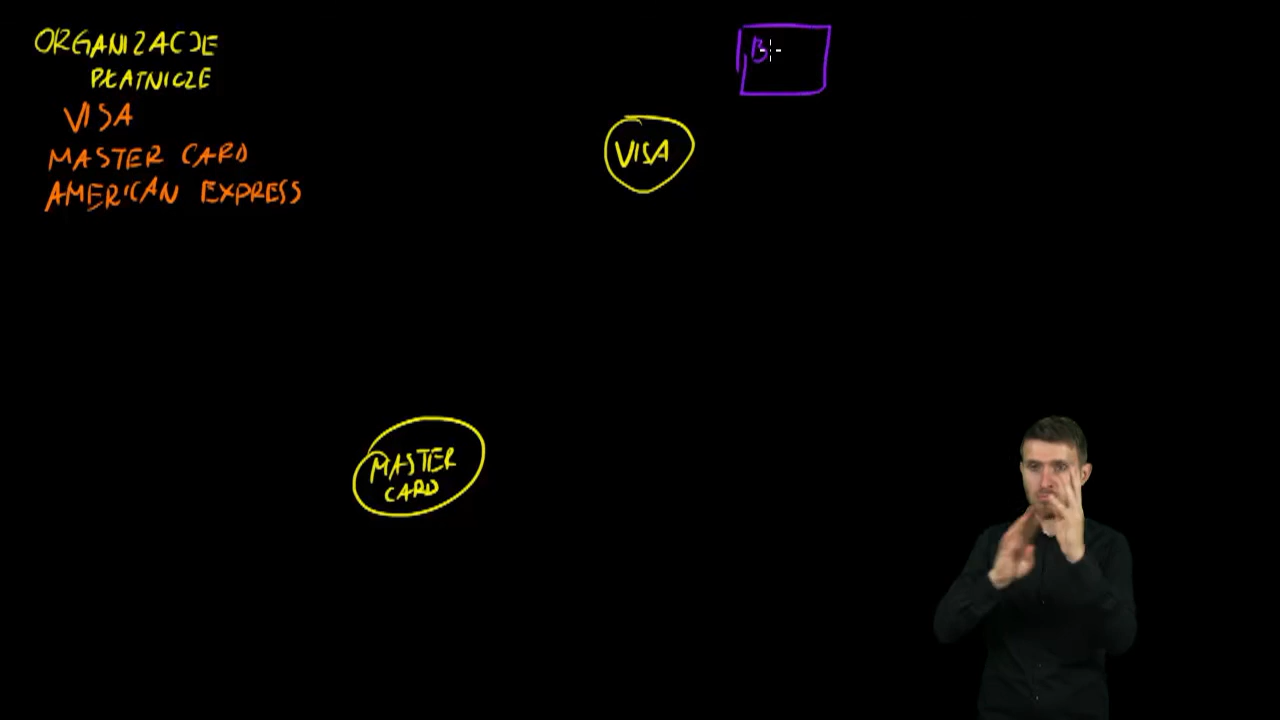 ORGANIZACJE
PŁATNICZE
VISA
MASTER CARD
AMERICAN EXPRESS
B
VISA
MASTER
CARD